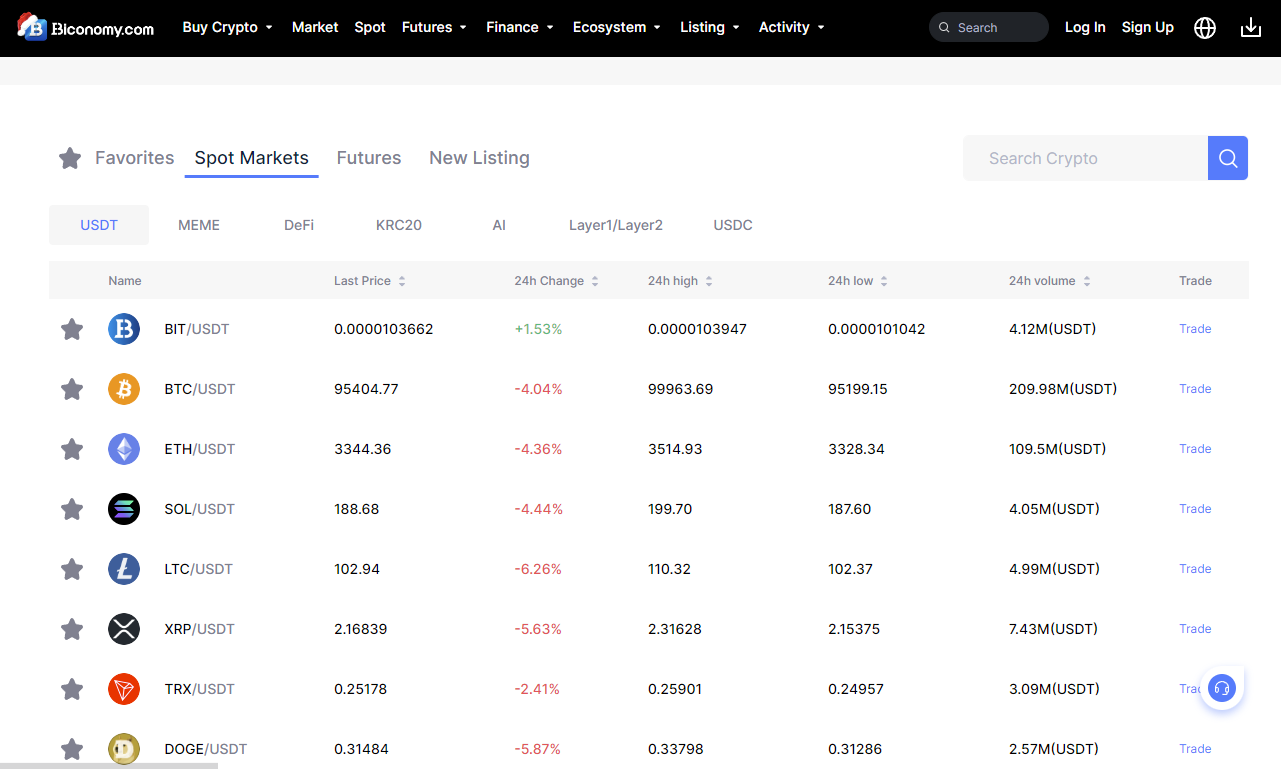 Biconomy.com Buy Crypto Market Spot Futures Finance Ecosystem Listing Activity Search Log In Sign Up
Favorites Spot Markets Futures New Listing Search Crypto
USDT MEME DeFi KRC20 AI Layer1/Layer2 USDC
Name Last Price 24h Change 24h high 24h low 24h volume Trade
BIT/USDT 0.0000103662 +1.53% 0.0000103947 0.0000101042 4.12M(USDT) Trade
BTC/USDT 95404.77 -4.04% 99963.69 95199.15 209.98M(USDT) Trade
ETH/USDT 3344.36 -4.36% 3514.93 3328.34 109.5M(USDT) Trade
SOL/USDT 188.68 -4.44% 199.70 187.60 4.05M(USDT) Trade
LTC/USDT 102.94 -6.26% 110.32 102.37 4.99M(USDT) Trade
XRP/USDT 2.16839 -5.63% 2.31628 2.15375 7.43M(USDT) Trade
TRX/USDT 0.25178 -2.41% 0.25901 0.24957 3.09M(USDT) Tra
DOGE/USDT 0.31484 -5.87% 0.33798 0.31286 2.57M(USDT) Trade